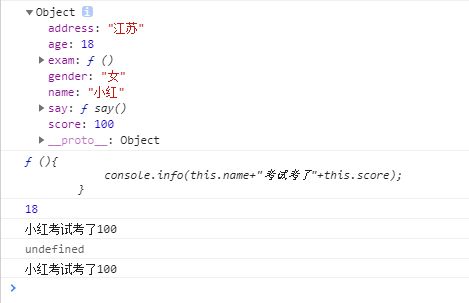 ▼Object i
address: "江苏"
age: 18
▶exam: ƒ ()
gender: "女"
name: "小红"
▶say: ƒ say()
score: 100
▶__proto__: Object
ƒ (){
console.info(this.name+"考试考了"+this.score);
}
18
小红考试考了100
undefined
小红考试考了100
>